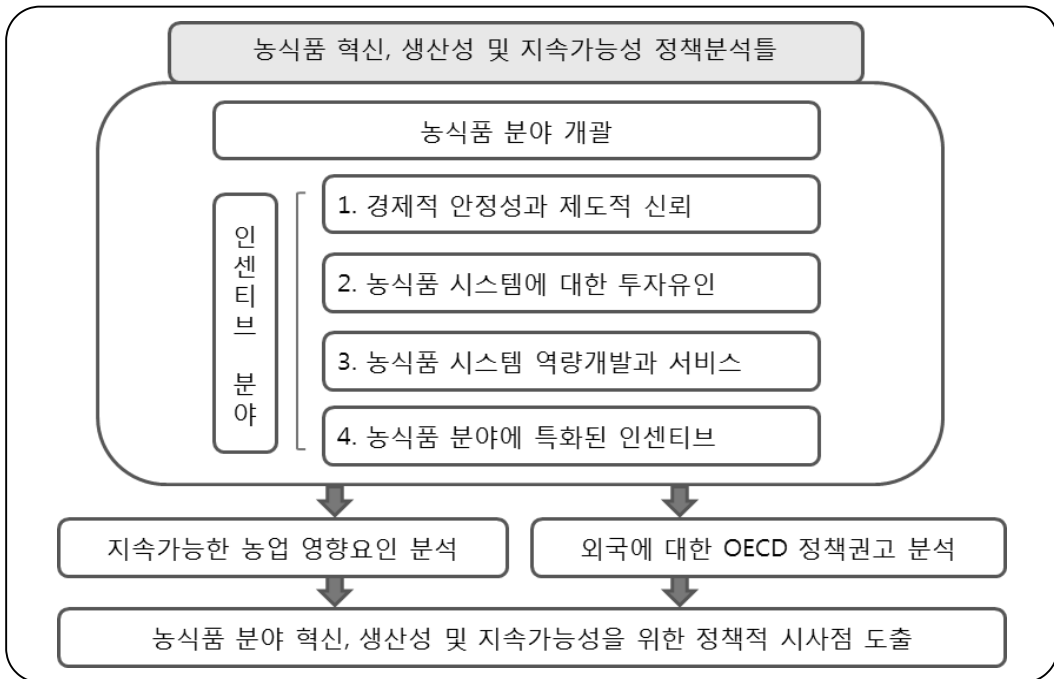 농식품 혁신, 생산성 및 지속가능성 정책분석틀
농식품 분야 개괄
인센티브 분야
1. 경제적 안정성과 제도적 신뢰
2. 농식품 시스템에 대한 투자유인
3. 농식품 시스템 역량개발과 서비스
4. 농식품 분야에 특화된 인센티브
지속가능한 농업 영향요인 분석
외국에 대한 OECD 정책권고 분석
농식품 분야 혁신, 생산성 및 지속가능성을 위한 정책적 시사점 도출